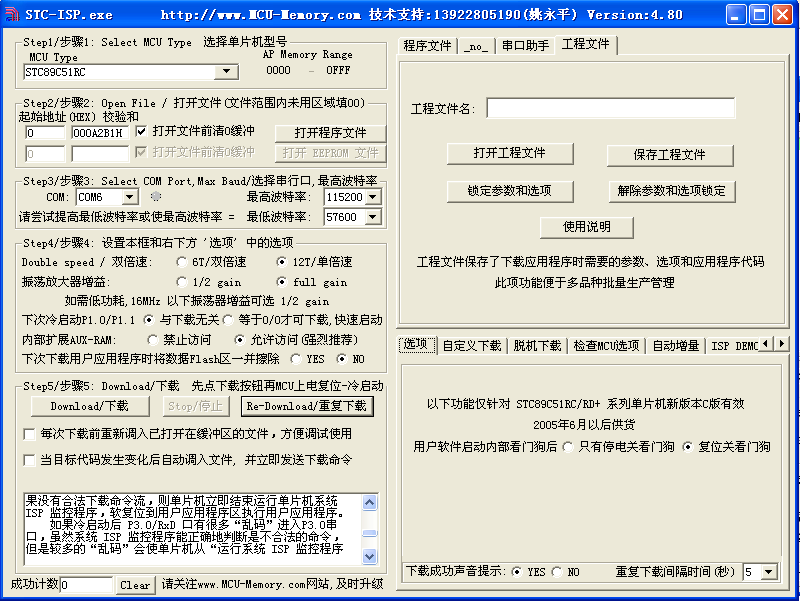 STC-ISP.exe http://www.MCU-Memory.com 技术支持:13922805190(姚永平) Version:4.80
Step1/步骤1: Select MCU Type 选择单片机型号
MCU Type
AP Memory Range
STC89C51RC
0000 - 0FFF
Step2/步骤2: Open File / 打开文件(文件范围内未用区域填00)
起始地址(HEX) 校验和
0 000A2B1H 打开文件前清0缓冲 打开程序文件
0 打开文件前清0缓冲 打开 EEPROM 文件
Step3/步骤3: Select COM Port,Max Baud/选择串行口,最高波特率
COM: COM6 最高波特率: 115200
请尝试提高最低波特率或使最高波特率 = 最低波特率: 57600
Step4/步骤4: 设置本框和右下方 '选项' 中的选项
Double speed / 双倍速: 6T/双倍速 12T/单倍速
振荡放大器增益: 1/2 gain full gain
如需低功耗,16MHz 以下振荡器增益可选 1/2 gain
下次冷启动P1.0/P1.1 与下载无关 等于0/0才可下载,快速启动
内部扩展AUX-RAM: 禁止访问 允许访问(强烈推荐)
下次下载用户应用程序时将数据Flash区一并擦除 YES NO
Step5/步骤5: Download/下载 先点下载按钮再MCU上电复位-冷启动
Download/下载 Stop/停止 Re-Download/重复下载
每次下载前重新调入已打开在缓冲区的文件，方便调试使用
当目标代码发生变化后自动调入文件，并立即发送下载命令
果没有合法下载命令流，则单片机立即结束运行单片机系统
ISP 监控程序，软复位到用户应用程序区执行用户应用程序。
如果冷启动后 P3.0/RxD 口有很多“乱码”进入P3.0串
口，虽然系统 ISP 监控程序能正确地判断是不合法的命令，
但是较多的“乱码”会使单片机从“运行系统 ISP 监控程序
成功计数 0 Clear 请关注www.MCU-Memory.com网站,及时升级
程序文件 _no_ 串口助手 工程文件
工程文件名:
打开工程文件 保存工程文件
锁定参数和选项 解除参数和选项锁定
使用说明
工程文件保存了下载应用程序时需要的参数、选项和应用程序代码
此项功能便于多品种批量生产管理
选项 自定义下载 脱机下载 检查MCU选项 自动增量 ISP DEMO
以下功能仅针对 STC89C51RC/RD+ 系列单片机新版本C版有效
2005年6月以后供货
用户软件启动内部看门狗后 只有停电关看门狗 复位关看门狗
下载成功声音提示: YES NO 重复下载间隔时间(秒) 5